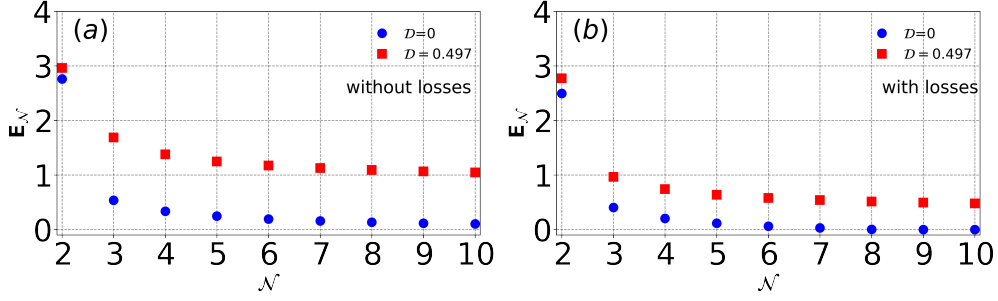 (a)
𝒟=0
𝒟 = 0.497
without losses
E𝒩
4
3
2
1
0
2 3 4 5 6 7 8 9 10
𝒩
(b)
𝒟=0
𝒟 = 0.497
with losses
E𝒩
4
3
2
1
0
2 3 4 5 6 7 8 9 10
𝒩